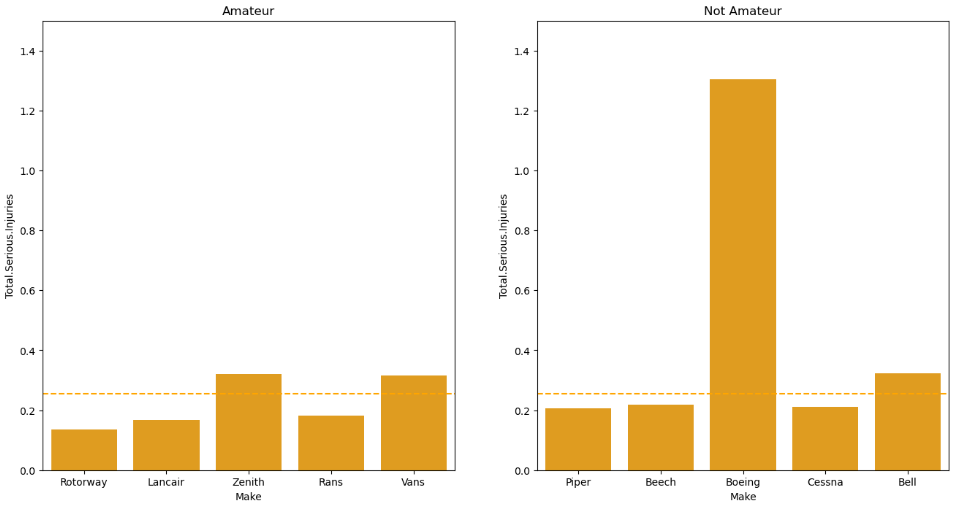 Amateur
1.4
1.2
1.0
0.8
0.6
0.4
0.2
0.0
Total.Serious.Injuries
Rotorway Lancair Zenith Rans Vans
Make
Not Amateur
1.4
1.2
1.0
0.8
0.6
0.4
0.2
0.0
Total.Serious.Injuries
Piper Beech Boeing Cessna Bell
Make